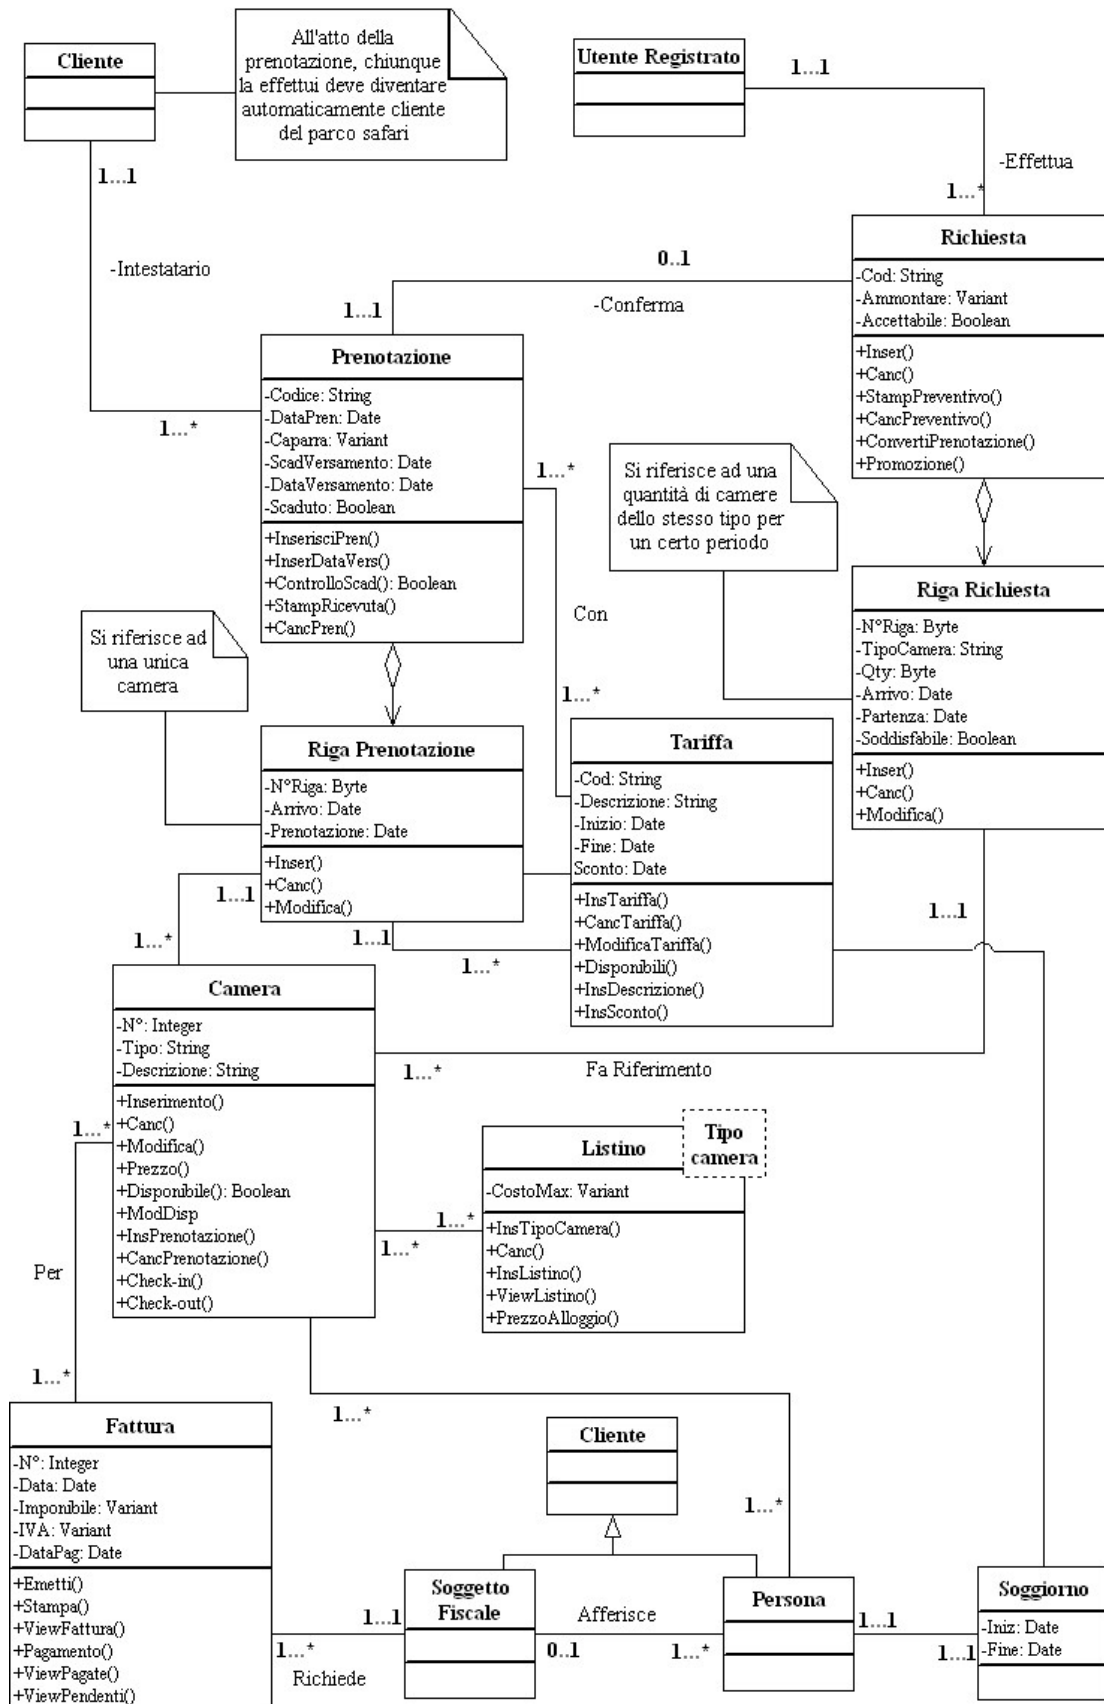 Cliente
All'atto della
prenotazione, chiunque
la effettui deve diventare
automaticamente cliente
del parco safari
Utente Registrato
1...1
-Effettua
1...*
1...1
-Intestatario
1...*
Richiesta
-Cod: String
-Ammontare: Variant
-Accettabile: Boolean
+Inser()
+Canc()
+StampPreventivo()
+CancPreventivo()
+ConvertiPrenotazione()
+Promozione()
0..1
-Conferma
1...1
Prenotazione
-Codice: String
-DataPren: Date
-Caparra: Variant
-ScadVersamento: Date
-DataVersamento: Date
-Scaduto: Boolean
+InserisciPren()
+InserDataVers()
+ControlloScad(): Boolean
+StampRicevuta()
+CancPren()
1...*
Con
1...*
Si riferisce ad una
quantità di camere
dello stesso tipo per
un certo periodo
Riga Richiesta
-N°Riga: Byte
-TipoCamera: String
-Qty: Byte
-Arrivo: Date
-Partenza: Date
-Soddisfabile: Boolean
+Inser()
+Canc()
+Modifica()
Si riferisce ad
una unica
camera
Riga Prenotazione
-N°Riga: Byte
-Arrivo: Date
-Prenotazione: Date
+Inser()
+Canc()
+Modifica()
Tariffa
-Cod: String
-Descrizione: String
-Inizio: Date
-Fine: Date
Sconto: Date
+InsTariffa()
+CancTariffa()
+ModificaTariffa()
+Disponibili()
+InsDescrizione()
+InsSconto()
1...1
1...*
1...1
1...*
1...1
1...*
Fa Riferimento
Camera
-N°: Integer
-Tipo: String
-Descrizione: String
+Inserimento()
+Canc()
+Modifica()
+Prezzo()
+Disponibile(): Boolean
+ModDisp
+InsPrenotazione()
+CancPrenotazione()
+Check-in()
+Check-out()
Tipo
camera
Listino
-CostoMax: Variant
+InsTipoCamera()
+Canc()
+InsListino()
+ViewListino()
+PrezzoAlloggio()
1...*
1...*
1...*
Per
1...*
1...*
1...*
Fattura
-N°: Integer
-Data: Date
-Imponibile: Variant
-IVA: Variant
-DataPag: Date
+Emetti()
+Stampa()
+ViewFattura()
+Pagamento()
+ViewPagate()
+ViewPendenti()
Cliente
Soggetto
Fiscale
Persona
Soggiorno
-Iniz: Date
-Fine: Date
1...1
1...*
Richiede
Afferisce
0..1
1...*
1...1
1...1